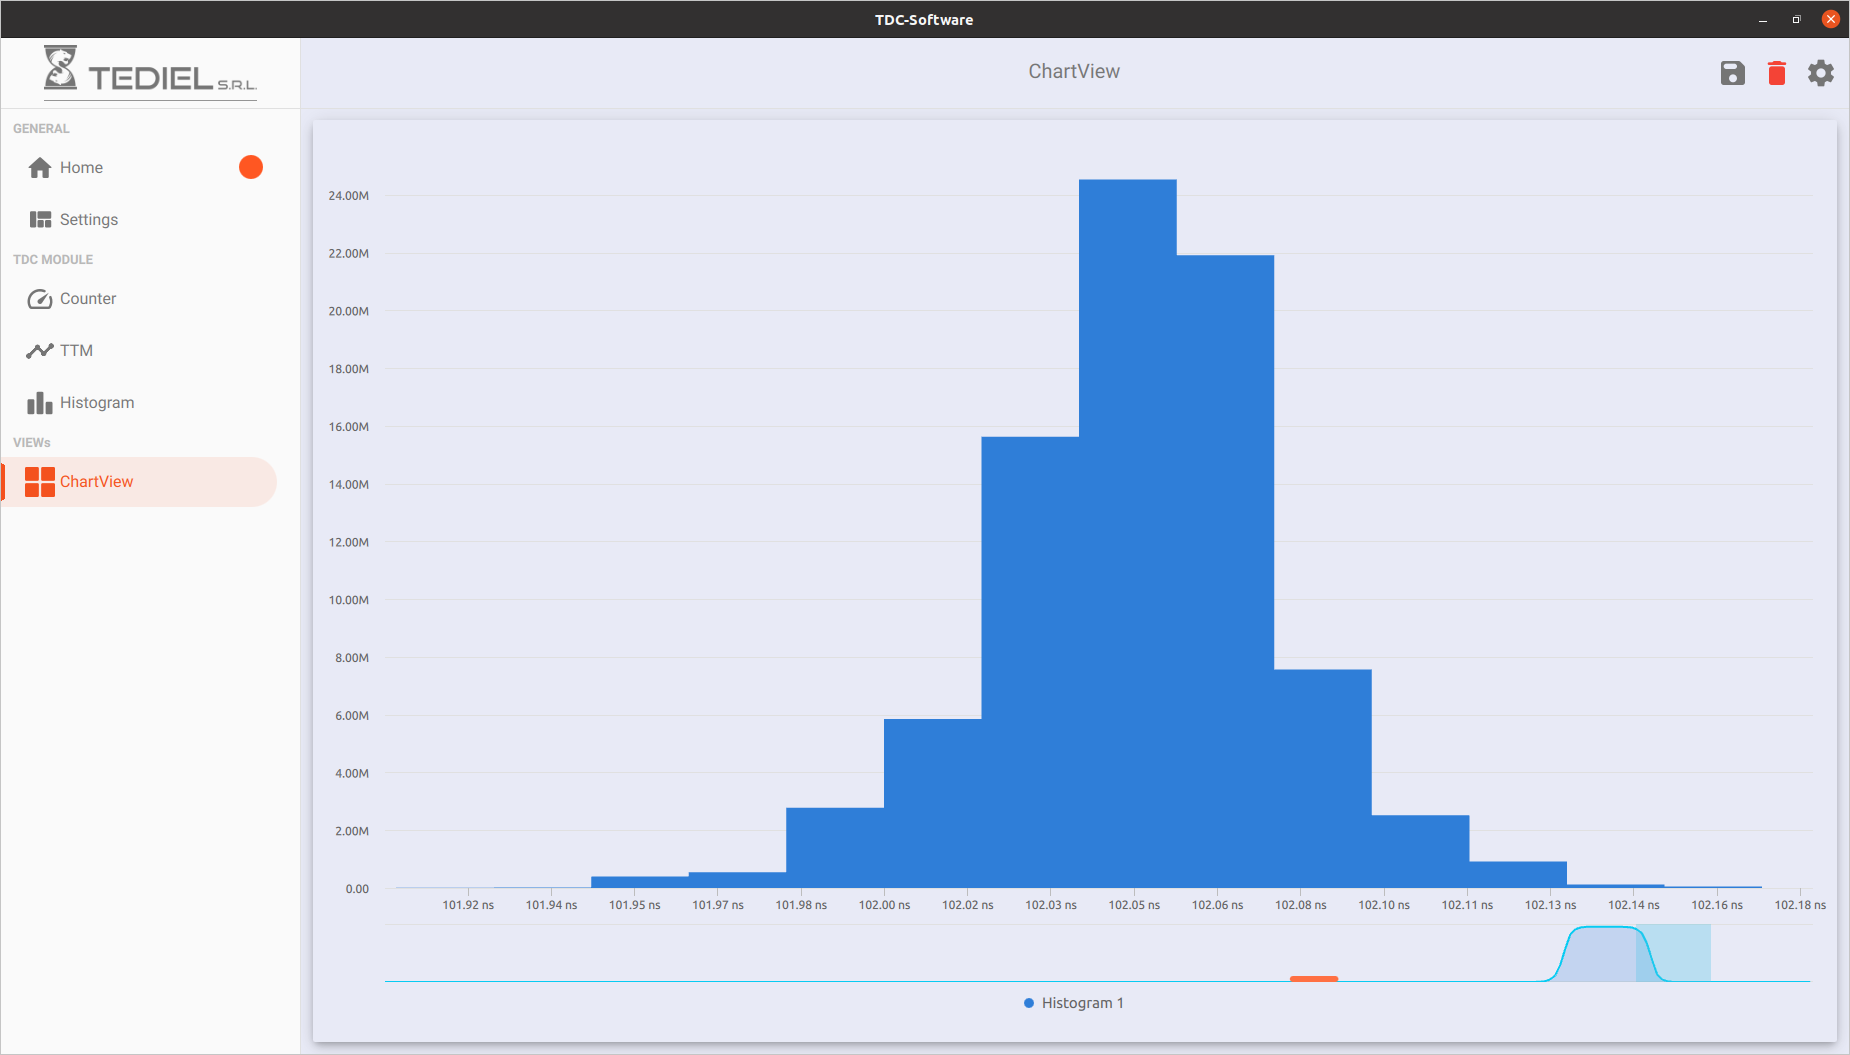 TDC-Software
TEDIEL S.R.L.
ChartView
GENERAL
Home
Settings
TDC MODULE
Counter
TTM
Histogram
VIEWs
ChartView
24.00M
22.00M
20.00M
18.00M
16.00M
14.00M
12.00M
10.00M
8.00M
6.00M
4.00M
2.00M
0.00
101.92 ns 101.94 ns 101.95 ns 101.97 ns 101.98 ns 102.00 ns 102.02 ns 102.03 ns 102.05 ns 102.06 ns 102.08 ns 102.10 ns 102.11 ns 102.13 ns 102.14 ns 102.16 ns 102.18 ns
Histogram 1